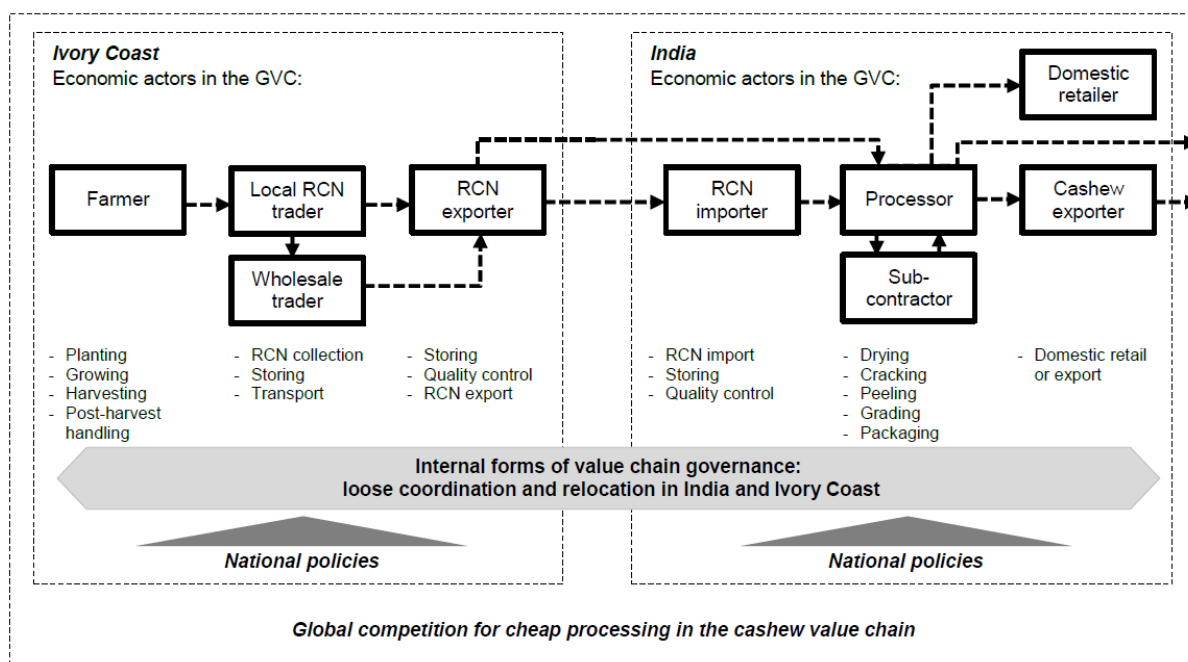 Ivory Coast
Economic actors in the GVC:
India
Economic actors in the GVC:
Domestic
retailer
Farmer
Local RCN
trader
RCN
exporter
RCN
importer
Processor
Cashew
exporter
Wholesale
trader
Sub-
contractor
- Planting
- Growing
- Harvesting
- Post-harvest
handling
- RCN collection
- Storing
- Transport
- Storing
- Quality control
- RCN export
- RCN import
- Storing
- Quality control
- Drying
- Cracking
- Peeling
- Grading
- Packaging
- Domestic retail
or export
Internal forms of value chain governance:
loose coordination and relocation in India and Ivory Coast
National policies
National policies
Global competition for cheap processing in the cashew value chain